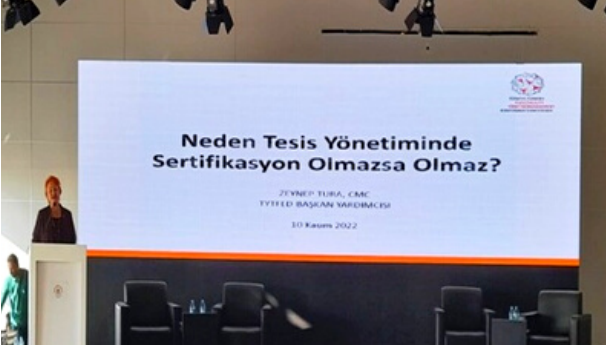 Neden Tesis Yönetiminde
Sertifikasyon Olmazsa Olmaz?
ZEYNEP TURA, CMC
TYTFED BAŞKAN YARDIMCISI
10 Kasım 2022